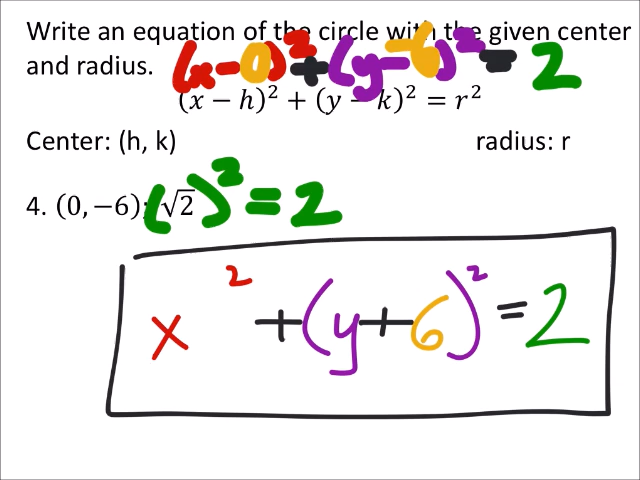 Write an equation of the circle with the given center
and radius.
(x-0)²+(y--6)²=2
(x − h)² + (y − k)² = r²
Center: (h, k) radius: r
4. (0, −6); (√2)²=2
x²+(y+6)²=2